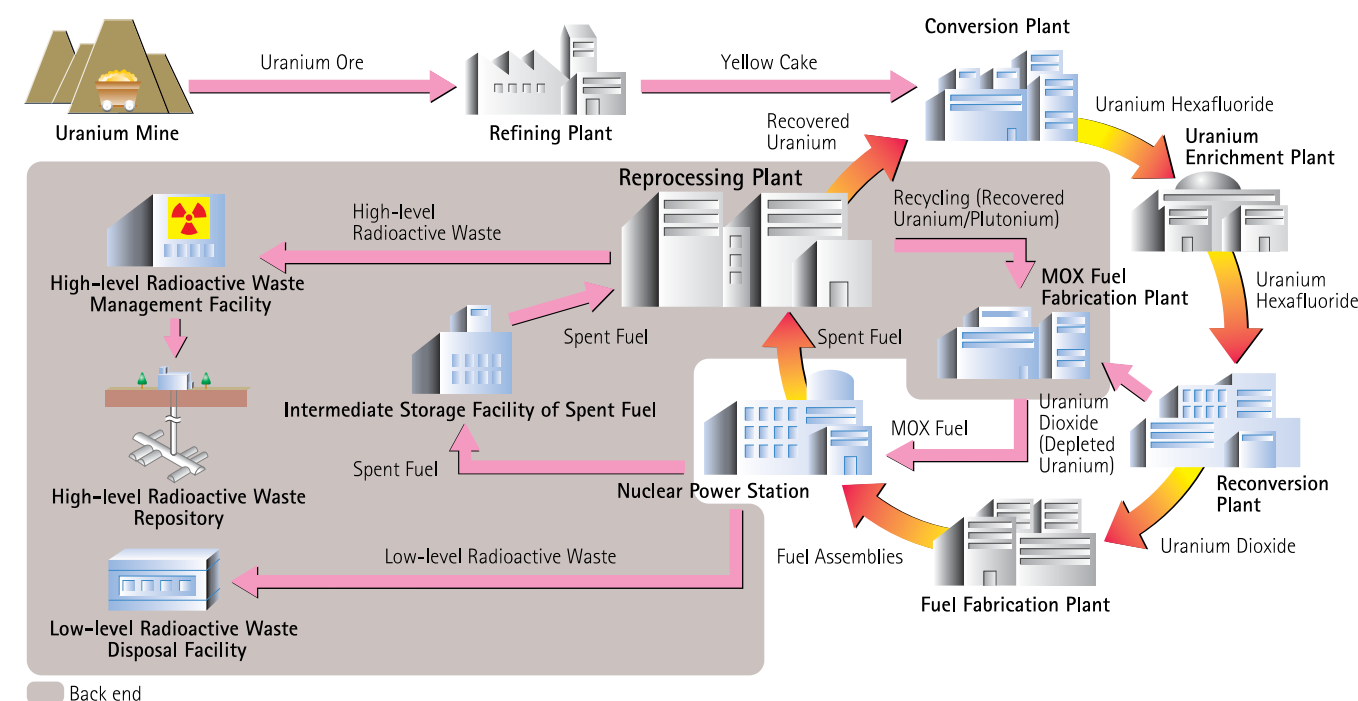 Conversion Plant
Uranium Ore
Yellow Cake
Uranium Hexafluoride
Uranium Mine
Refining Plant
Recovered
Uranium
Uranium
Enrichment Plant
Reprocessing Plant
Recycling (Recovered
Uranium/Plutonium)
High-level
Radioactive Waste
High-level Radioactive Waste
Management Facility
MOX Fuel
Fabrication Plant
Uranium
Hexafluoride
Spent Fuel
Spent Fuel
Intermediate Storage Facility of Spent Fuel
Uranium
Dioxide
(Depleted
Uranium)
MOX Fuel
Spent Fuel
Nuclear Power Station
High-level Radioactive Waste
Repository
Reconversion
Plant
Uranium Dioxide
Fuel Assemblies
Low-level Radioactive Waste
Fuel Fabrication Plant
Low-level Radioactive Waste
Disposal Facility
Back end